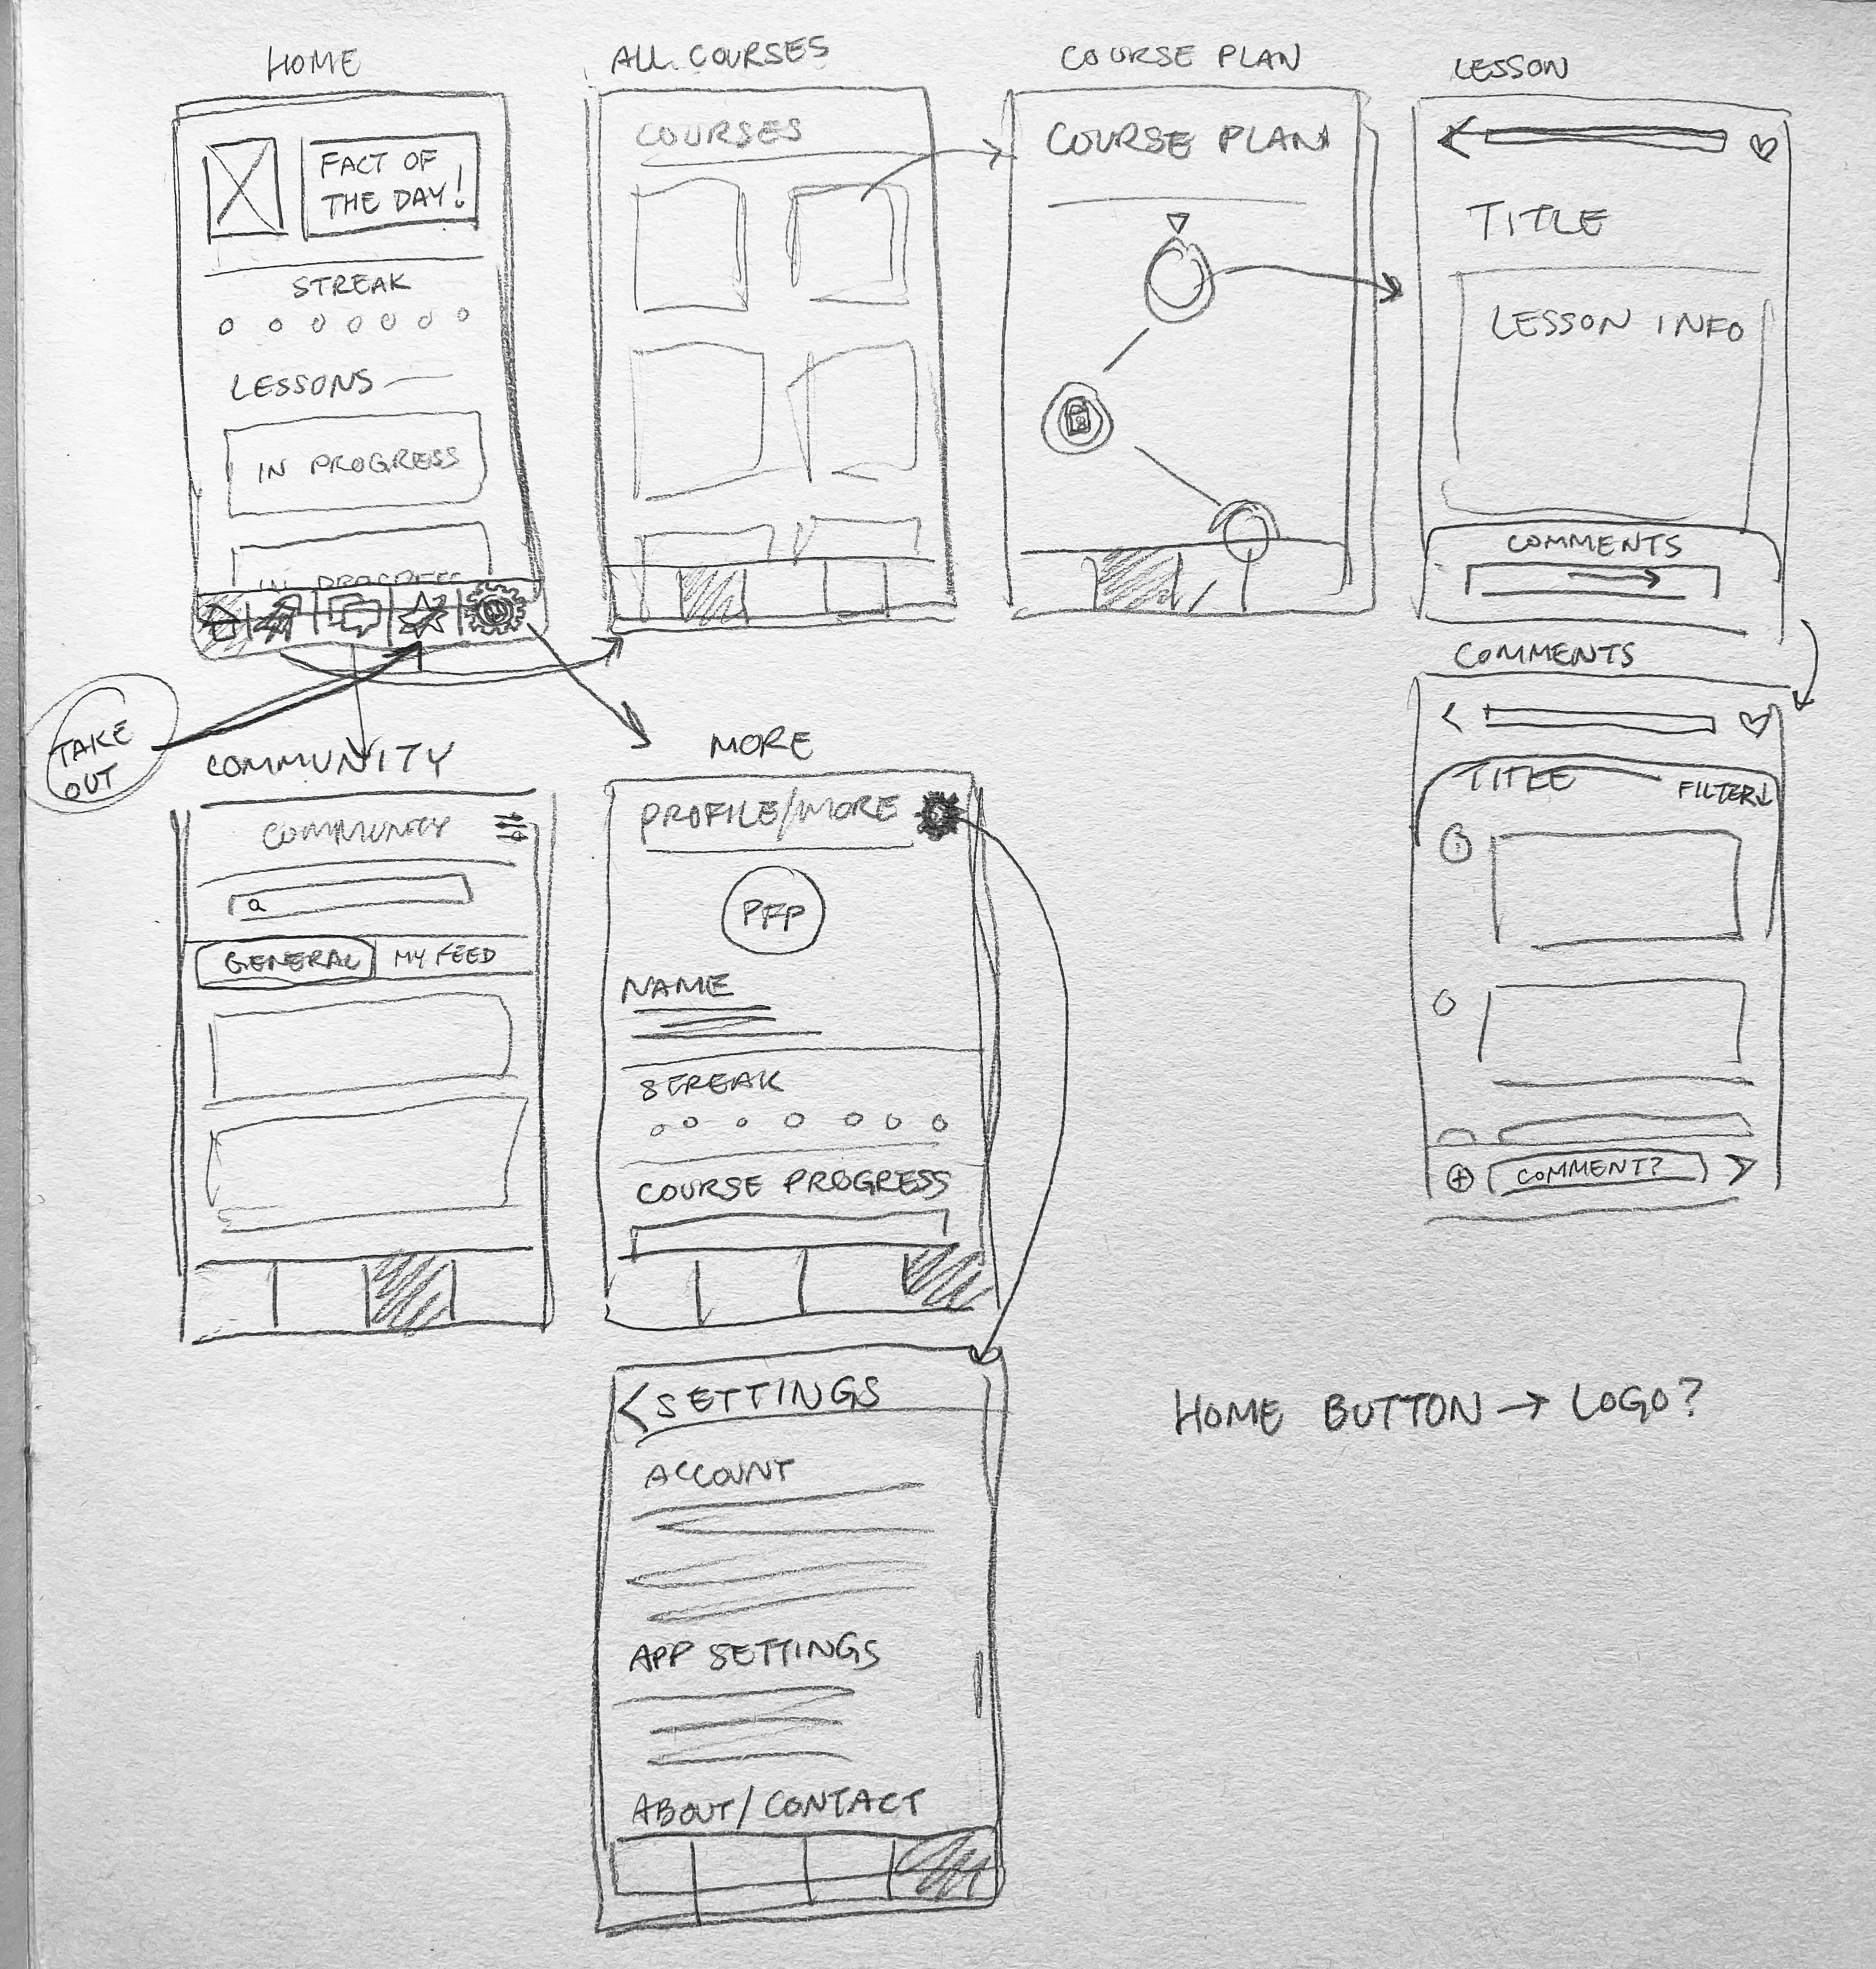 HOME
FACT OF
THE DAY!
STREAK
LESSONS
IN PROGRESS
IN PROGRESS
TAKE
OUT
ALL COURSES
COURSES
COURSE PLAN
COURSE PLAN
LESSON
TITLE
LESSON INFO
COMMENTS
COMMENTS
TITLE
FILTER↓
COMMENT?
COMMUNITY
COMMUNITY
GENERAL
MY FEED
MORE
PROFILE/MORE
PFP
NAME
STREAK
COURSE PROGRESS
SETTINGS
ACCOUNT
APP SETTINGS
ABOUT/CONTACT
HOME BUTTON → LOGO?